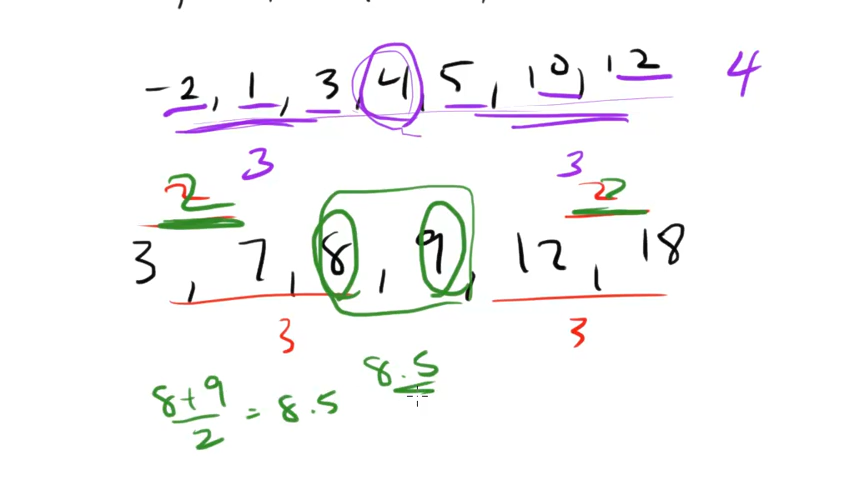 -2, 1, 3, 4, 5, 10, 12 4
3 3
2 2
3, 7, 8, 9, 12, 18
3 3
8+9/2 = 8.5 8.5